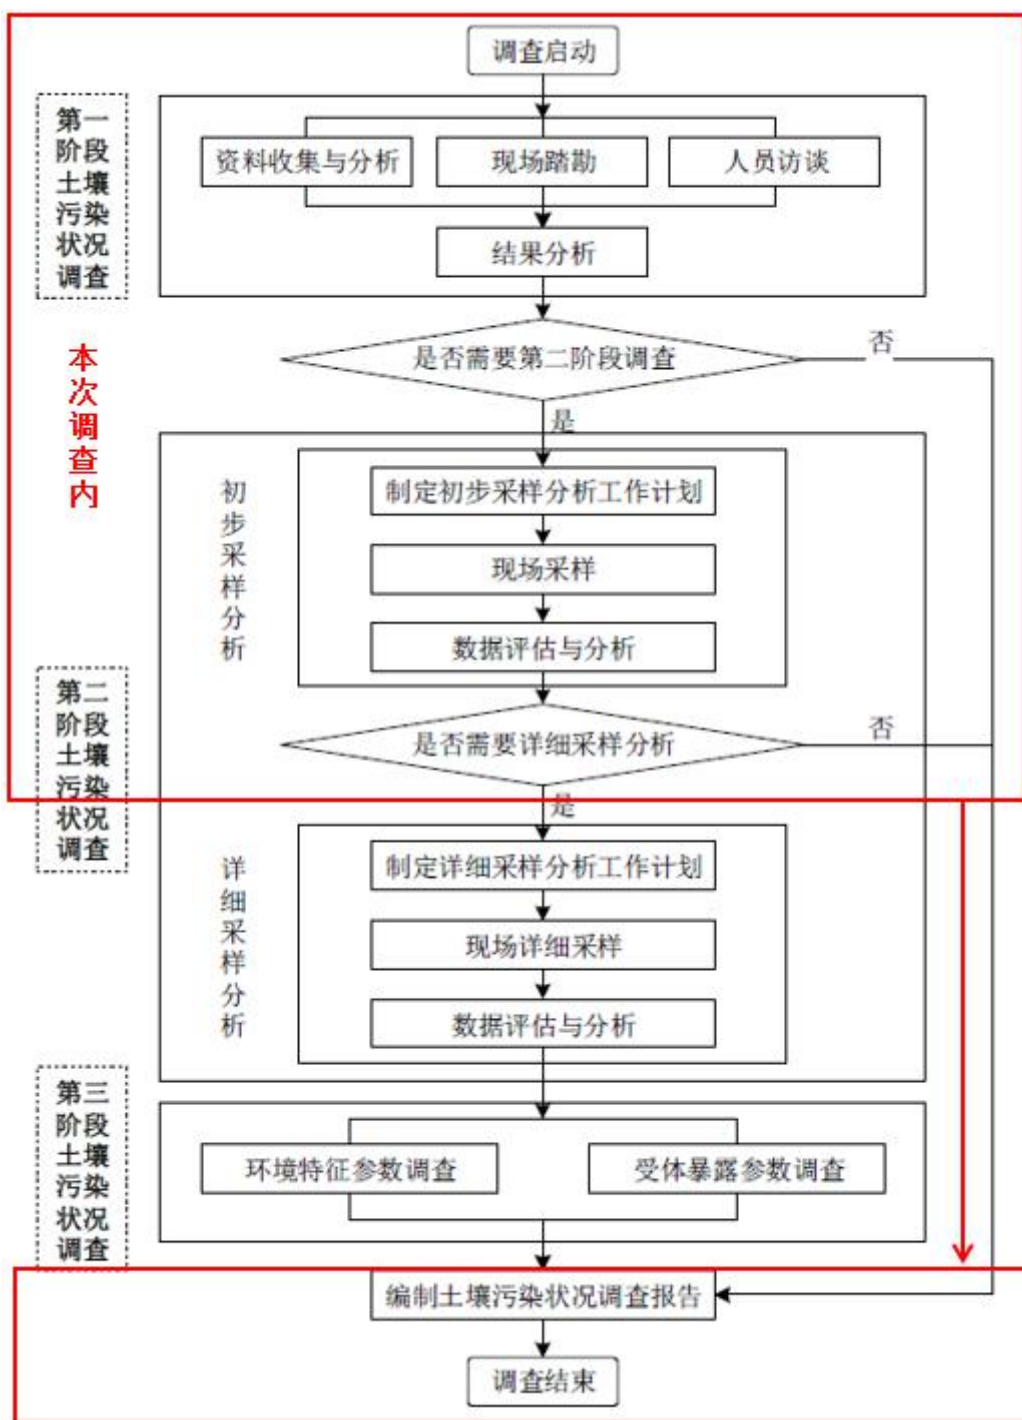 调查启动
第一
阶段
土壤
污染
状况
调查
资料收集与分析
现场踏勘
人员访谈
结果分析
是否需要第二阶段调查
否
是
本次调查内
初步采样分析
制定初步采样分析工作计划
现场采样
数据评估与分析
第二
阶段
土壤
污染
状况
调查
是否需要详细采样分析
否
是
详细采样分析
制定详细采样分析工作计划
现场详细采样
数据评估与分析
第三
阶段
土壤
污染
状况
调查
环境特征参数调查
受体暴露参数调查
编制土壤污染状况调查报告
调查结束